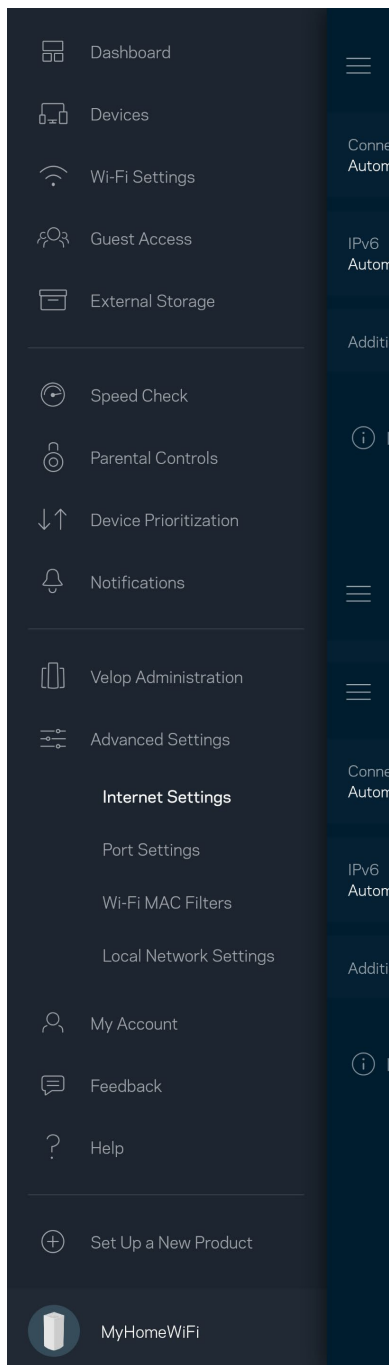 Dashboard
Devices
Wi-Fi Settings
Guest Access
External Storage
Speed Check
Parental Controls
Device Prioritization
Notifications
Velop Administration
Advanced Settings
Internet Settings
Port Settings
Wi-Fi MAC Filters
Local Network Settings
My Account
Feedback
Help
Set Up a New Product
MyHomeWiFi
IPv6
IPv6